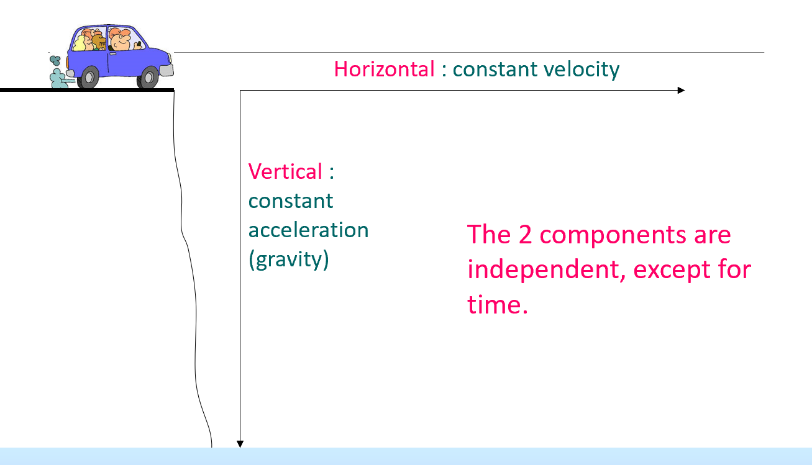 Horizontal : constant velocity
Vertical :
constant
acceleration
(gravity)
The 2 components are
independent, except for
time.